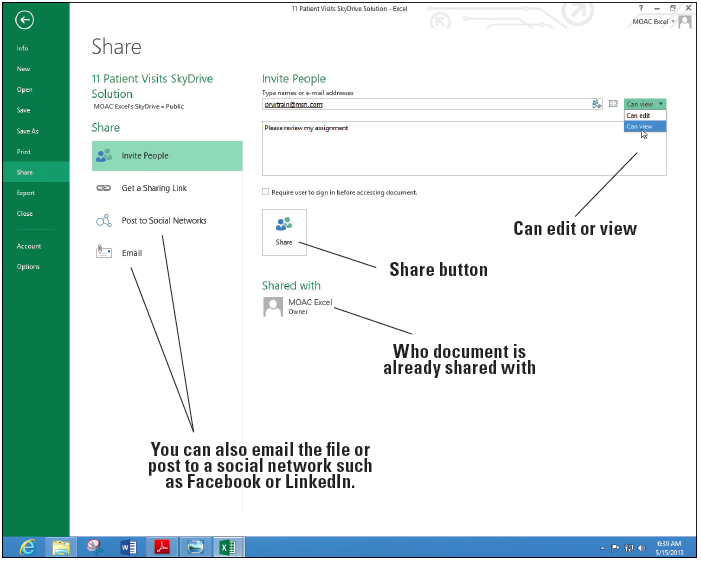 11 Patient Visits SkyDrive Solution - Excel
MOAC Excel
Info
New
Open
Save
Save As
Print
Share
Export
Close
Account
Options
Share
11 Patient Visits SkyDrive
Solution
MOAC Excel's SkyDrive » Public
Share
Invite People
Get a Sharing Link
Post to Social Networks
Email
Invite People
Type names or e-mail addresses
prwtrain@msn.com;
Can view
Can edit
Can view
Please review my assignment
Require user to sign in before accessing document.
Share
Shared with
MOAC Excel
Owner
Can edit or view
Share button
Who document is
already shared with
You can also email the file or
post to a social network such
as Facebook or LinkedIn.
6:39 AM
5/15/2013